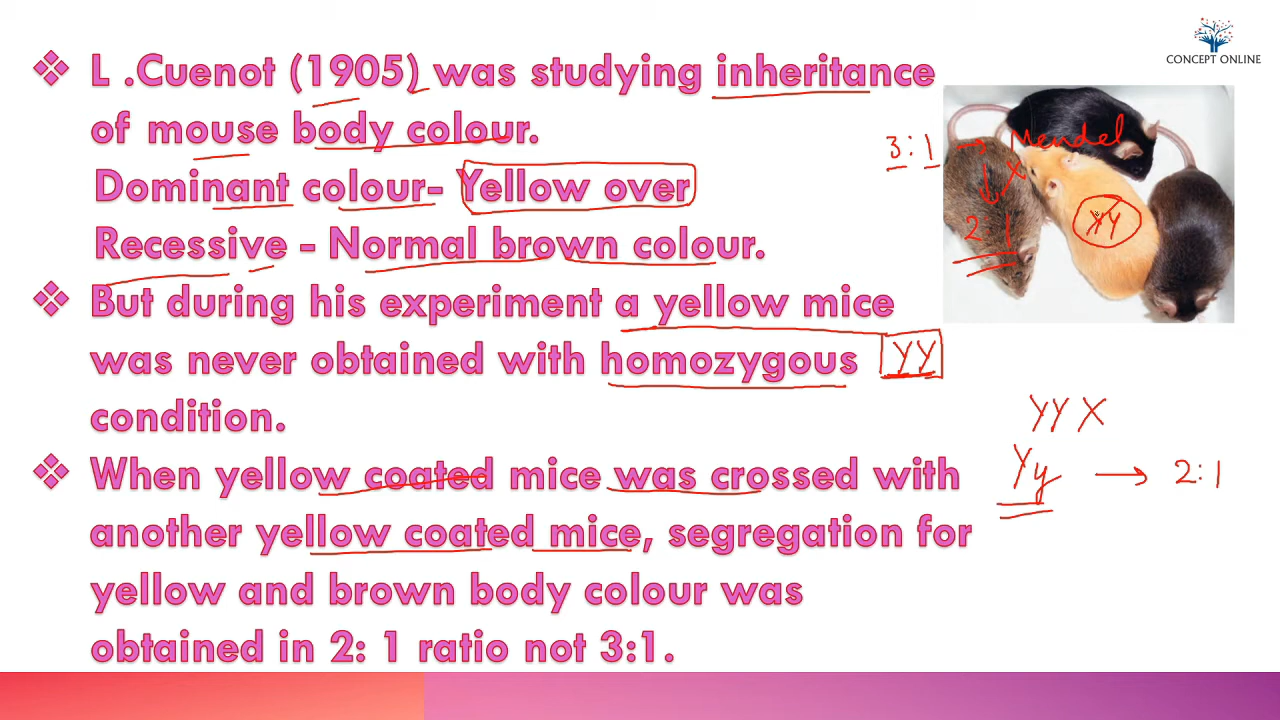 CONCEPT ONLINE
❖ L .Cuenot (1905) was studying inheritance
of mouse body colour.
Dominant colour- Yellow over
Recessive - Normal brown colour.
❖ But during his experiment a yellow mice
was never obtained with homozygous YY
condition.
❖ When yellow coated mice was crossed with
another yellow coated mice, segregation for
yellow and brown body colour was
obtained in 2: 1 ratio not 3:1.
3:1 → Mendel
2 1
YY X
Yy → 2:1